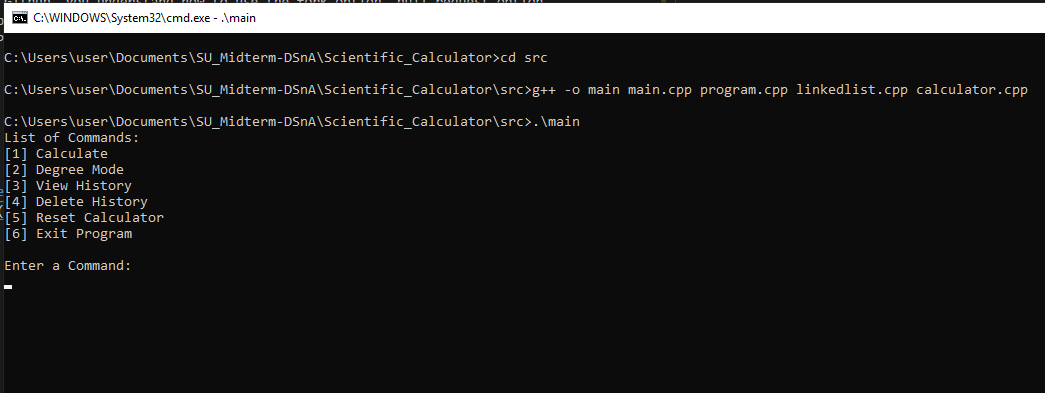 C:\WINDOWS\System32\cmd.exe - .\main
C:\Users\user\Documents\SU_Midterm-DSnA\Scientific_Calculator>cd src
C:\Users\user\Documents\SU_Midterm-DSnA\Scientific_Calculator\src>g++ -o main main.cpp program.cpp linkedlist.cpp calculator.cpp
C:\Users\user\Documents\SU_Midterm-DSnA\Scientific_Calculator\src>.\main
List of Commands:
[1] Calculate
[2] Degree Mode
[3] View History
[4] Delete History
[5] Reset Calculator
[6] Exit Program
Enter a Command: